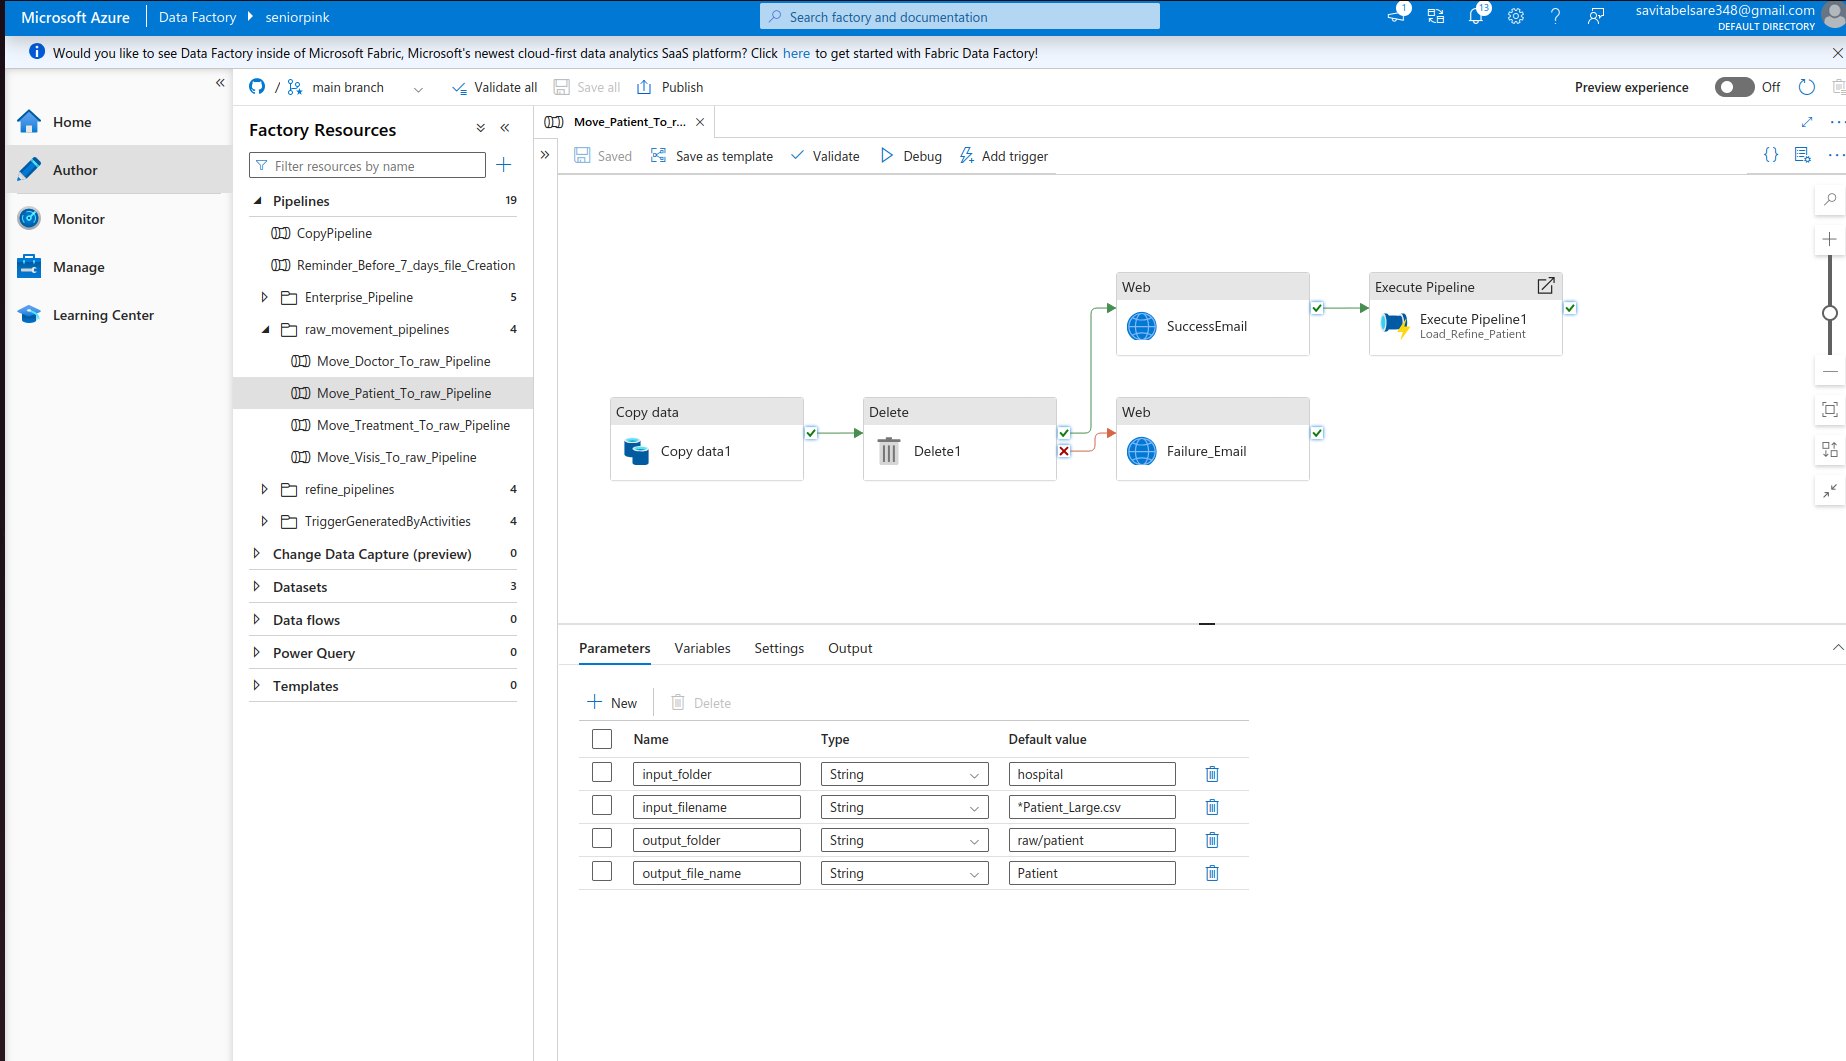 Microsoft Azure
Data Factory
seniorpink
Search factory and documentation
1
13
savitabelsare348@gmail.com
DEFAULT DIRECTORY
Would you like to see Data Factory inside of Microsoft Fabric, Microsoft's newest cloud-first data analytics SaaS platform? Click here to get started with Fabric Data Factory!
Home
Author
Monitor
Manage
Learning Center
/ main branch
Validate all
Save all
Publish
Preview experience
Off
Factory Resources
Filter resources by name
Pipelines 19
CopyPipeline
Reminder_Before_7_days_file_Creation
Enterprise_Pipeline 5
raw_movement_pipelines 4
Move_Doctor_To_raw_Pipeline
Move_Patient_To_raw_Pipeline
Move_Treatment_To_raw_Pipeline
Move_Visis_To_raw_Pipeline
refine_pipelines 4
TriggerGeneratedByActivities 4
Change Data Capture (preview) 0
Datasets 3
Data flows 0
Power Query 0
Templates 0
Move_Patient_To_r...
Saved
Save as template
Validate
Debug
Add trigger
Copy data
Copy data1
Delete
Delete1
Web
SuccessEmail
Execute Pipeline
Execute Pipeline1
Load_Refine_Patient
Web
Failure_Email
Parameters
Variables
Settings
Output
New
Delete
Name Type Default value
input_folder String hospital
input_filename String *Patient_Large.csv
output_folder String raw/patient
output_file_name String Patient